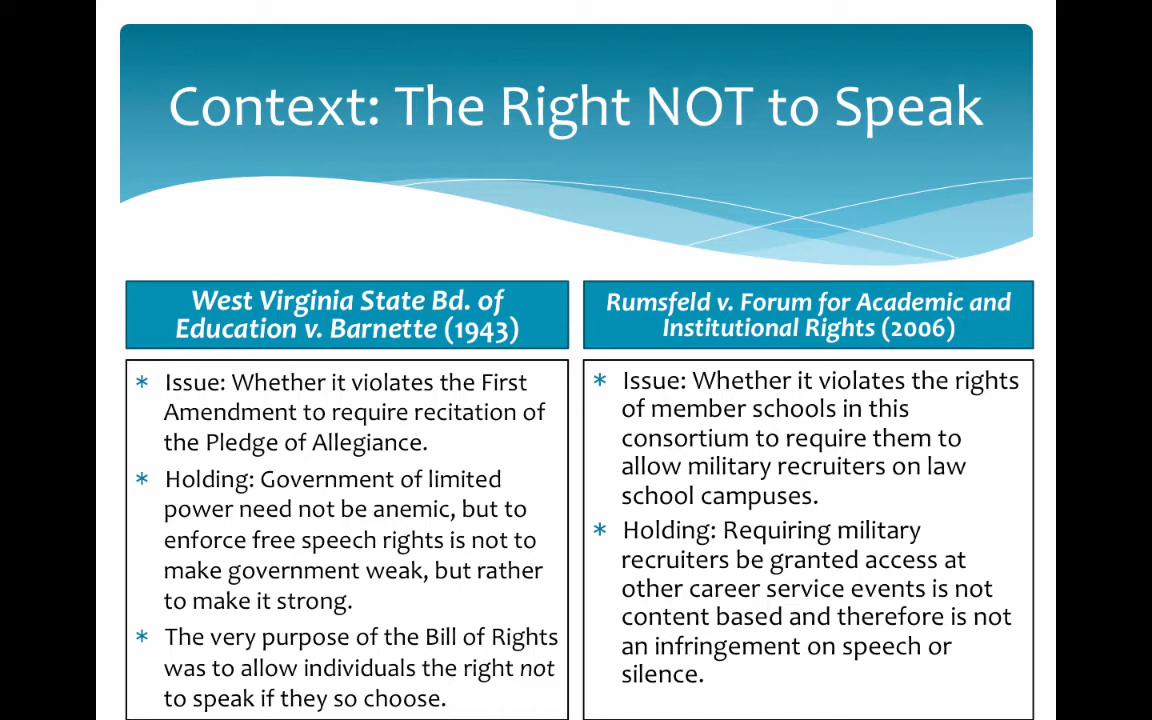 Context: The Right NOT to Speak
West Virginia State Bd. of
Education v. Barnette (1943)
* Issue: Whether it violates the First
Amendment to require recitation of
the Pledge of Allegiance.
* Holding: Government of limited
power need not be anemic, but to
enforce free speech rights is not to
make government weak, but rather
to make it strong.
* The very purpose of the Bill of Rights
was to allow individuals the right not
to speak if they so choose.
Rumsfeld v. Forum for Academic and
Institutional Rights (2006)
* Issue: Whether it violates the rights
of member schools in this
consortium to require them to
allow military recruiters on law
school campuses.
* Holding: Requiring military
recruiters be granted access at
other career service events is not
content based and therefore is not
an infringement on speech or
silence.